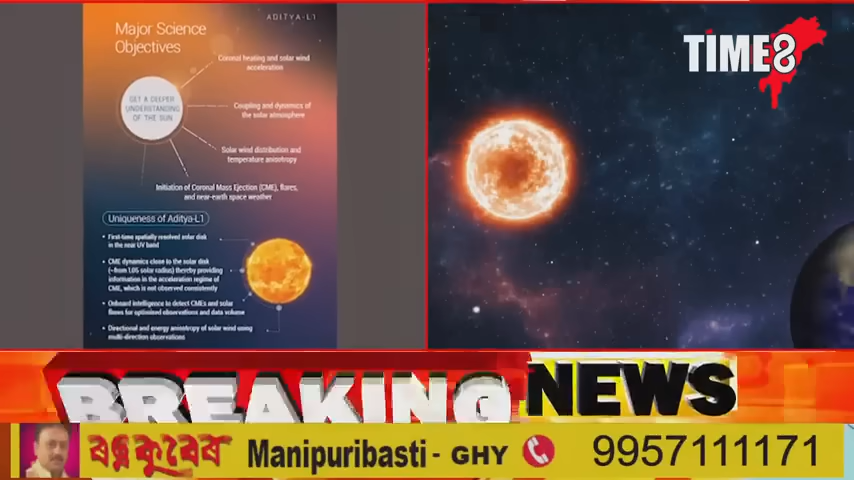 ADITYA-L1
Major Science
Objectives
Coronal heating and solar wind
acceleration
GET A DEEPER
UNDERSTANDING
OF THE SUN
Coupling and dynamics of
the solar atmosphere
Solar wind distribution and
temperature anisotropy
Initiation of Coronal Mass Ejection (CME), flares,
and near-earth space weather
Uniqueness of Aditya-L1
• First-time spatially resolved solar disk
in the near UV band
• CME dynamics close to the solar disk
(~from 1.05 solar radius) thereby providing
information in the acceleration regime of
CME, which is not observed consistently
• Onboard intelligence to detect CMEs and solar
flares for optimised observations and data volume
• Directional and energy anisotropy of solar wind using
multi-direction observations
TIME8
BREAKING NEWS
ৰত্ন কুবেৰ Manipuribasti - GHY 9957111171